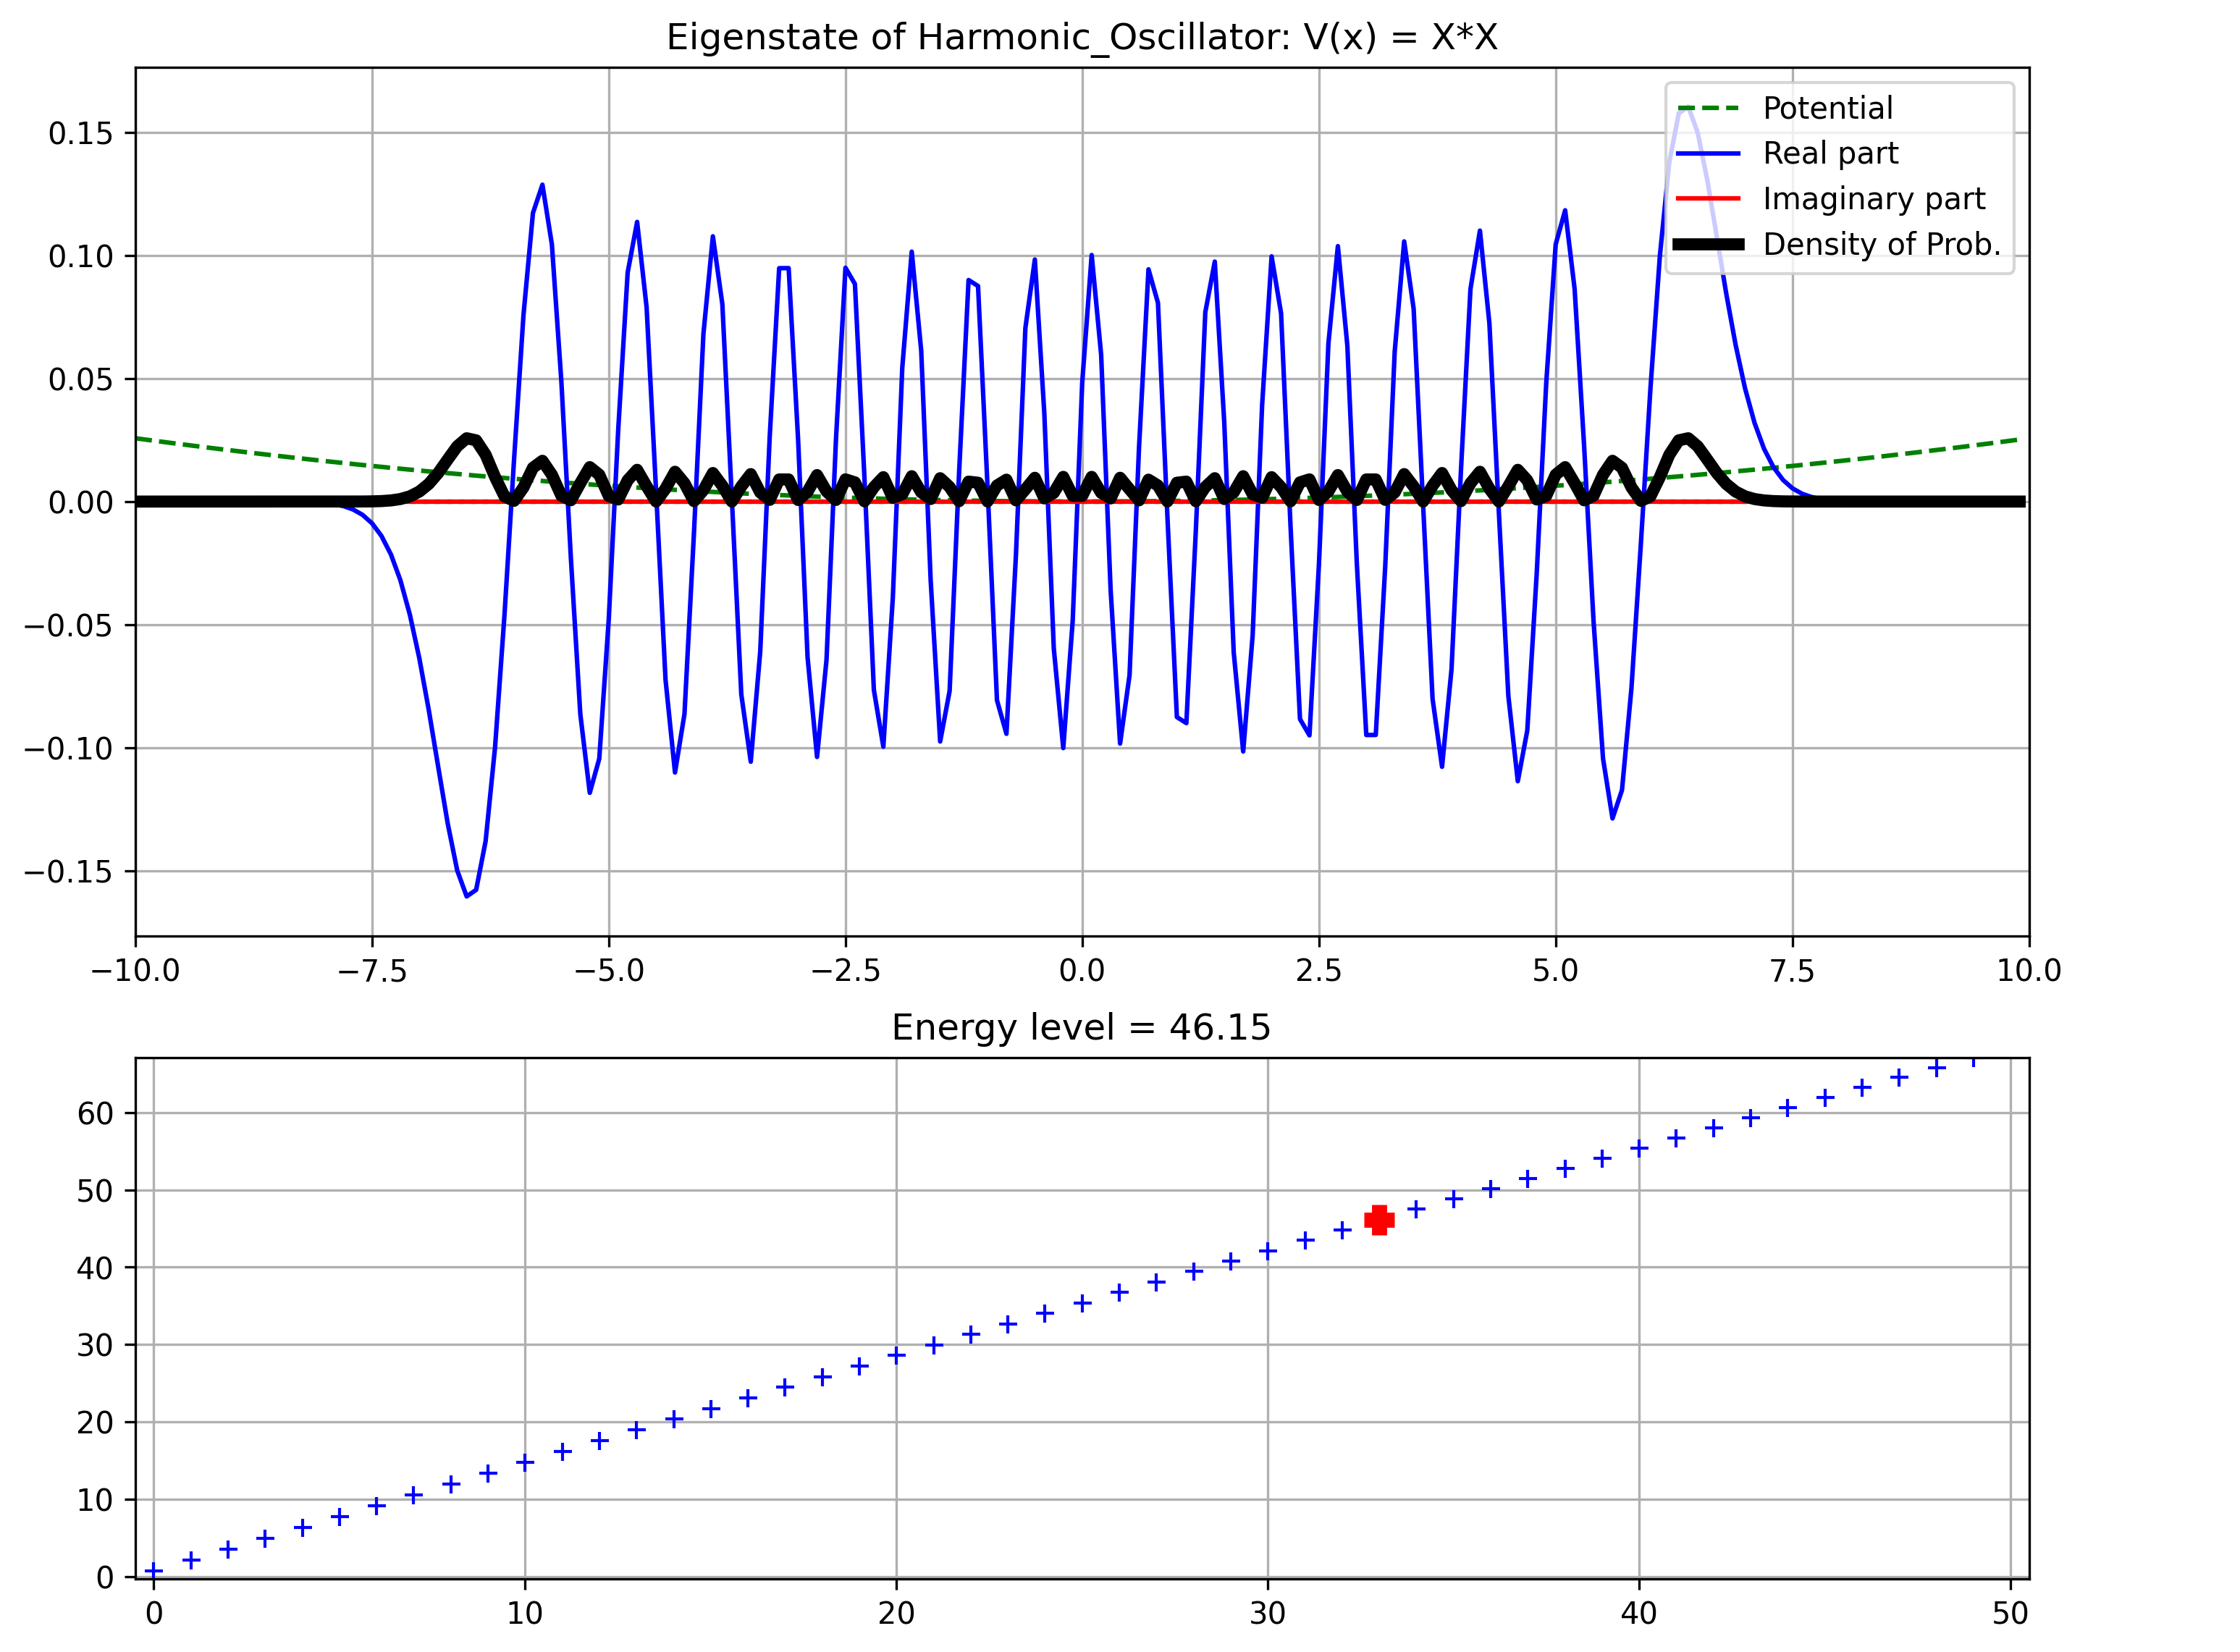 Eigenstate of Harmonic_Oscillator: V(x) = X*X
Potential
Real part
Imaginary part
Density of Prob.
0.15
0.10
0.05
0.00
−0.05
−0.10
−0.15
−10.0 −7.5 −5.0 −2.5 0.0 2.5 5.0 7.5 10.0
Energy level = 46.15
60
50
40
30
20
10
0
0 10 20 30 40 50